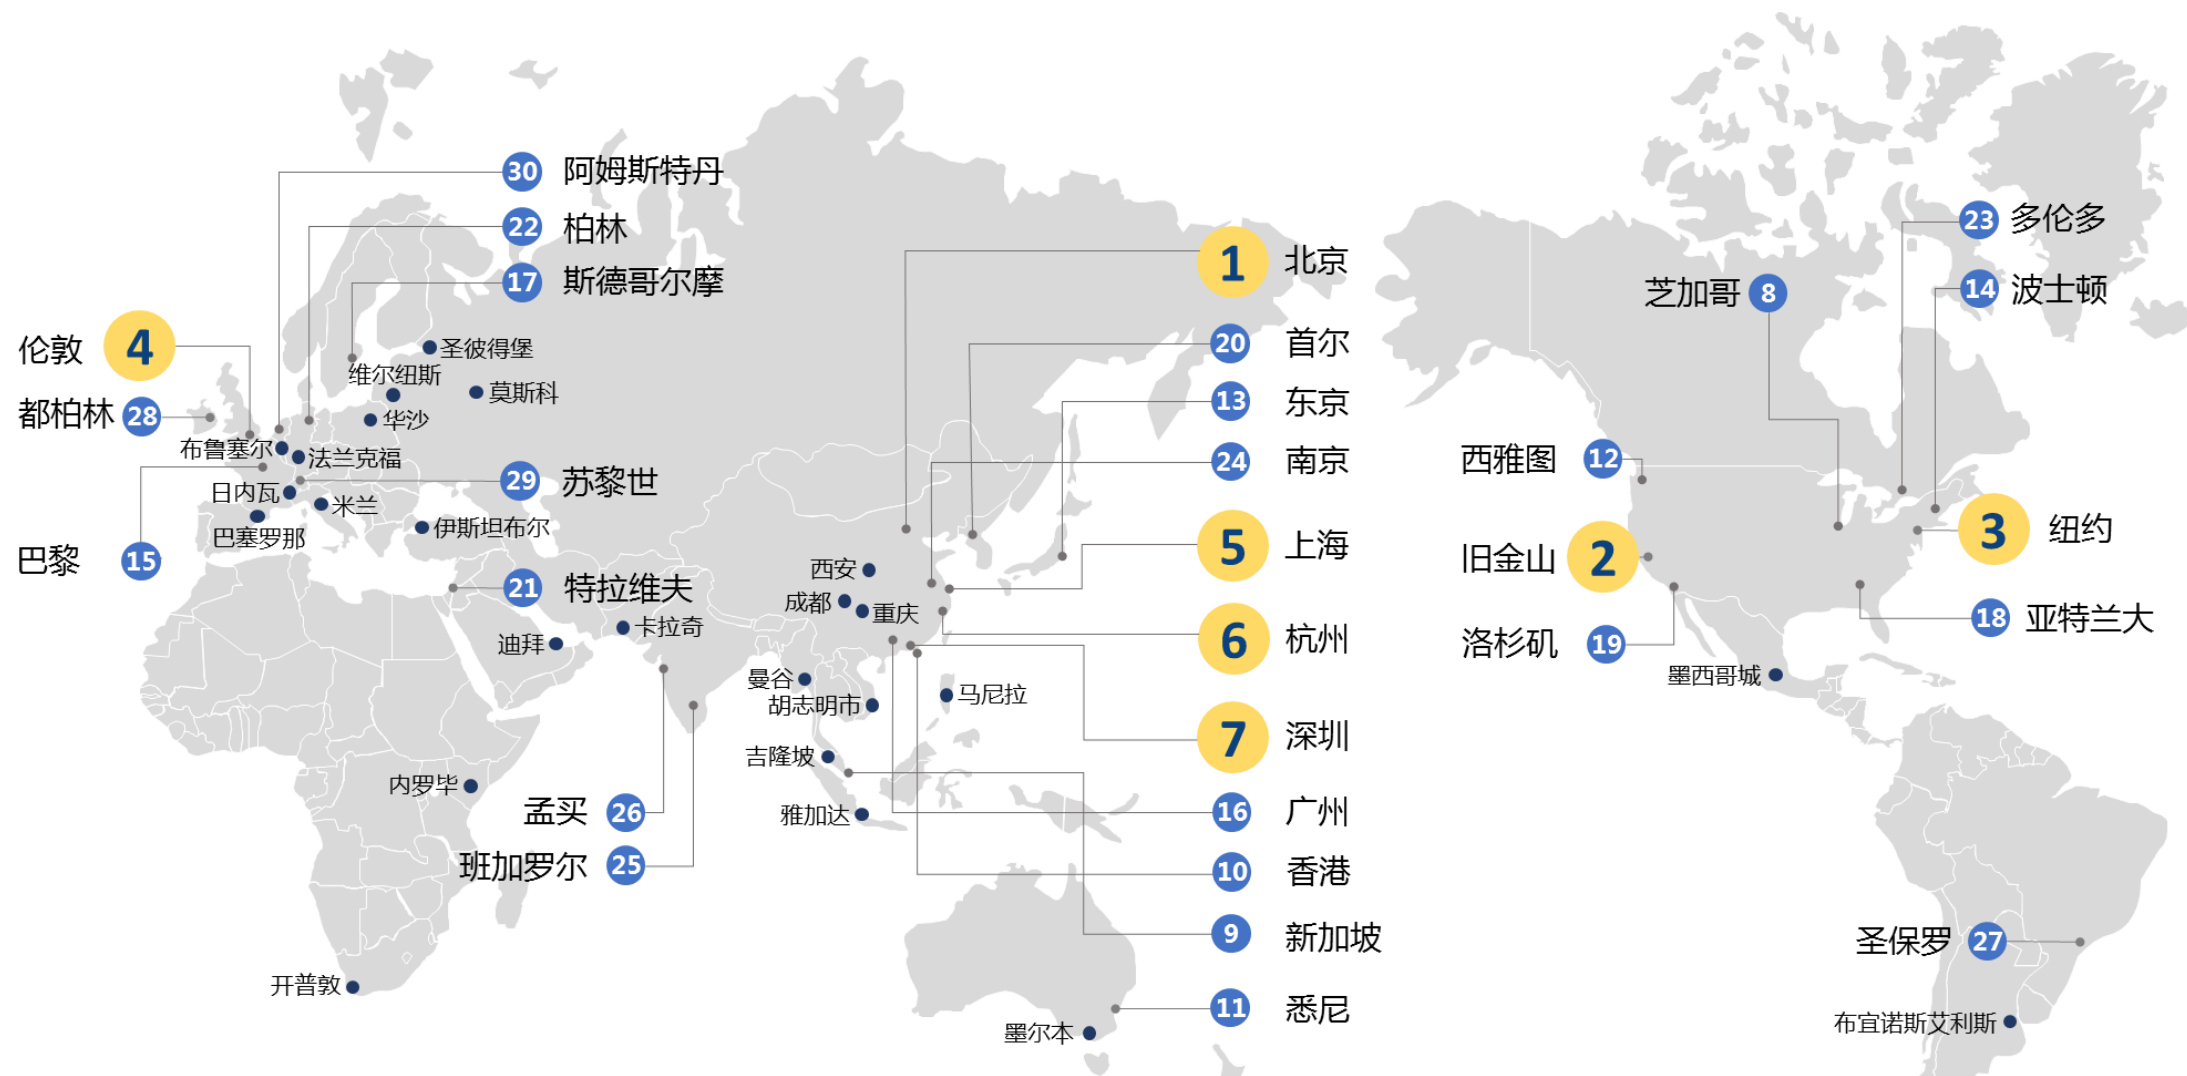 30 阿姆斯特丹
22 柏林
17 斯德哥尔摩
伦敦 4
圣彼得堡
维尔纽斯
莫斯科
都柏林 28
华沙
布鲁塞尔
法兰克福
29 苏黎世
日内瓦
米兰
巴塞罗那
伊斯坦布尔
巴黎 15
21 特拉维夫
卡拉奇
迪拜
内罗毕
孟买 26
班加罗尔 25
开普敦
1 北京
20 首尔
13 东京
24 南京
5 上海
西安
成都
重庆
6 杭州
曼谷
胡志明市
马尼拉
7 深圳
吉隆坡
雅加达
16 广州
10 香港
9 新加坡
11 悉尼
墨尔本
23 多伦多
芝加哥 8
14 波士顿
西雅图 12
旧金山 2
3 纽约
洛杉矶 19
18 亚特兰大
墨西哥城
圣保罗 27
布宜诺斯艾利斯